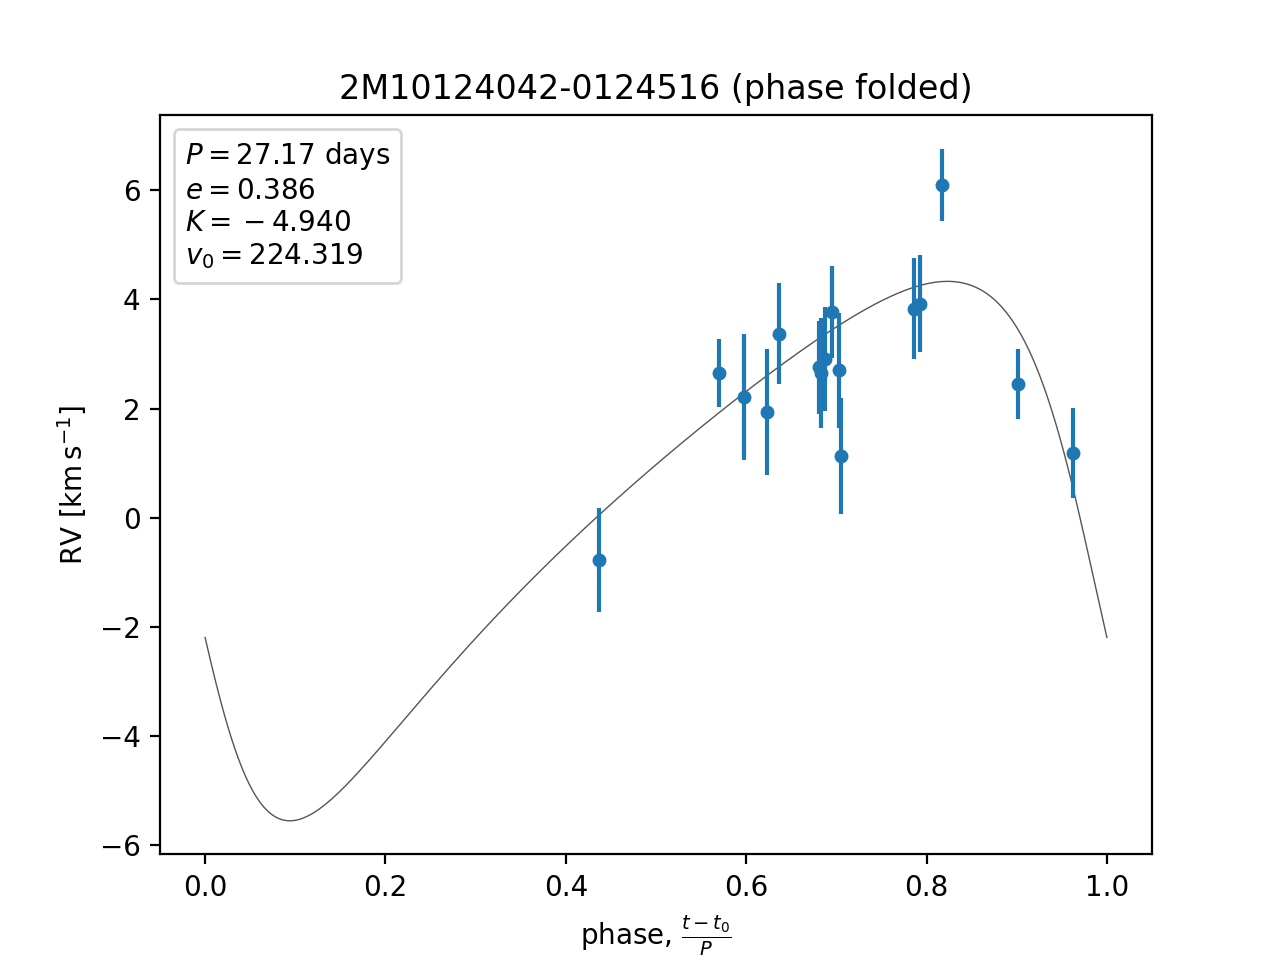 2M10124042-0124516 (phase folded)
P = 27.17 days
e = 0.386
K = −4.940
v₀ = 224.319
6
4
2
0
−2
−4
−6
RV [km s⁻¹]
0.0 0.2 0.4 0.6 0.8 1.0
phase, (t − t₀)/P